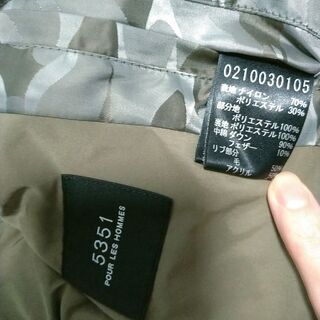 0210030105
表地 ナイロン 70%
ポリエステル 30%
部分地
ポリエステル100%
裏地 ポリエステル100%
中綿 ダウン 90%
フェザー 10%
リブ部分
毛 50%
アクリル
5351
POUR LES HOMMES